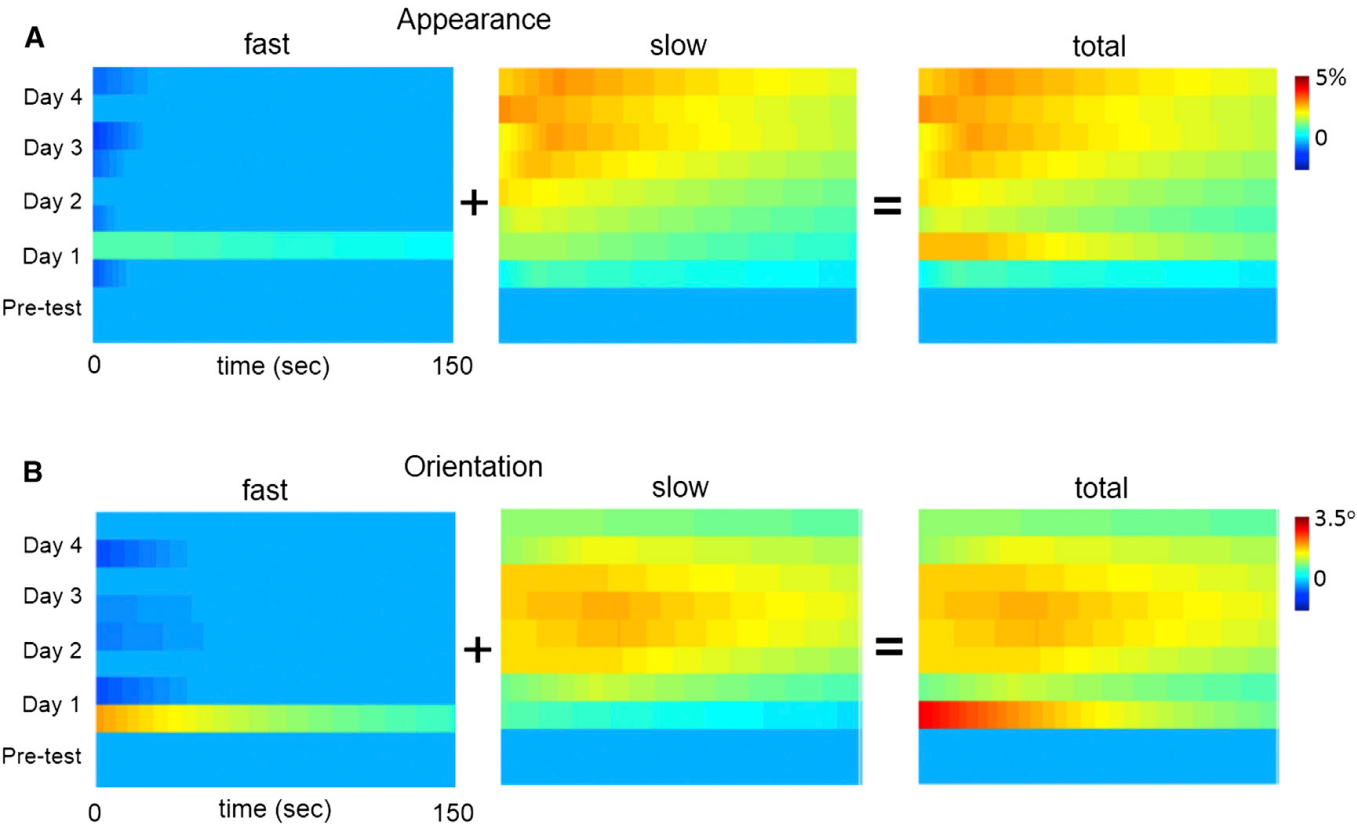 A
Appearance
fast
slow
total
Day 4
Day 3
Day 2
Day 1
Pre-test
+
=
5%
0
0
time (sec)
150
B
Orientation
fast
slow
total
Day 4
Day 3
Day 2
Day 1
Pre-test
+
=
3.5°
0
0
time (sec)
150